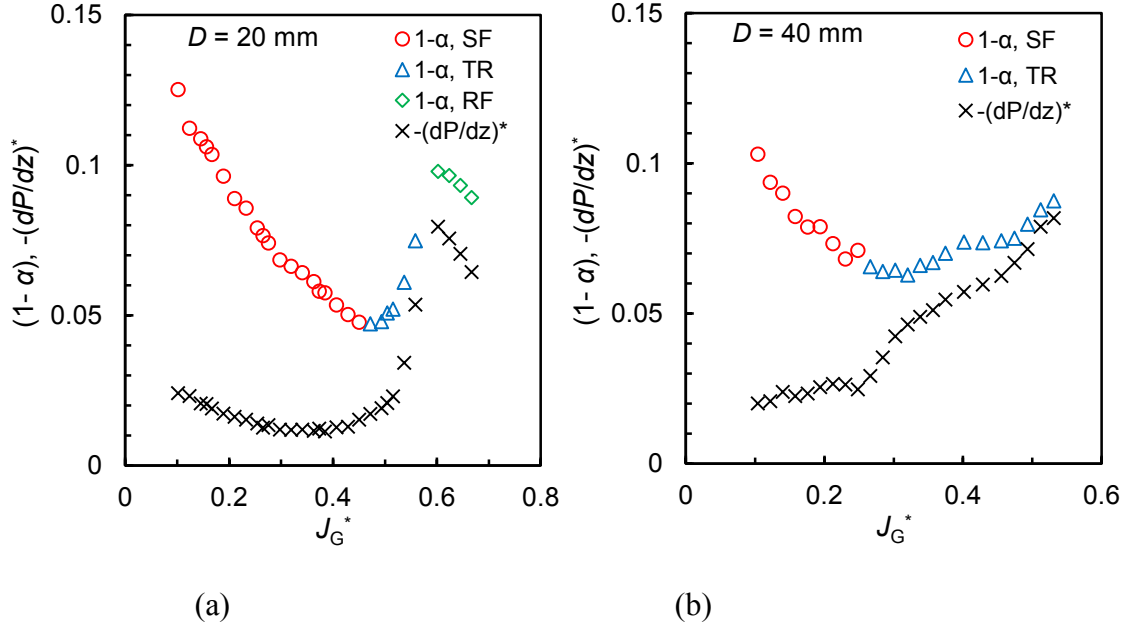 (1- α), -(dP/dz)*
0.15
0.1
0.05
0
D = 20 mm
1-α, SF
1-α, TR
1-α, RF
-(dP/dz)*
0 0.2 0.4 0.6 0.8
J_G*
(a)
(1- α), -(dP/dz)*
0.15
0.1
0.05
0
D = 40 mm
1-α, SF
1-α, TR
-(dP/dz)*
0 0.2 0.4 0.6
J_G*
(b)